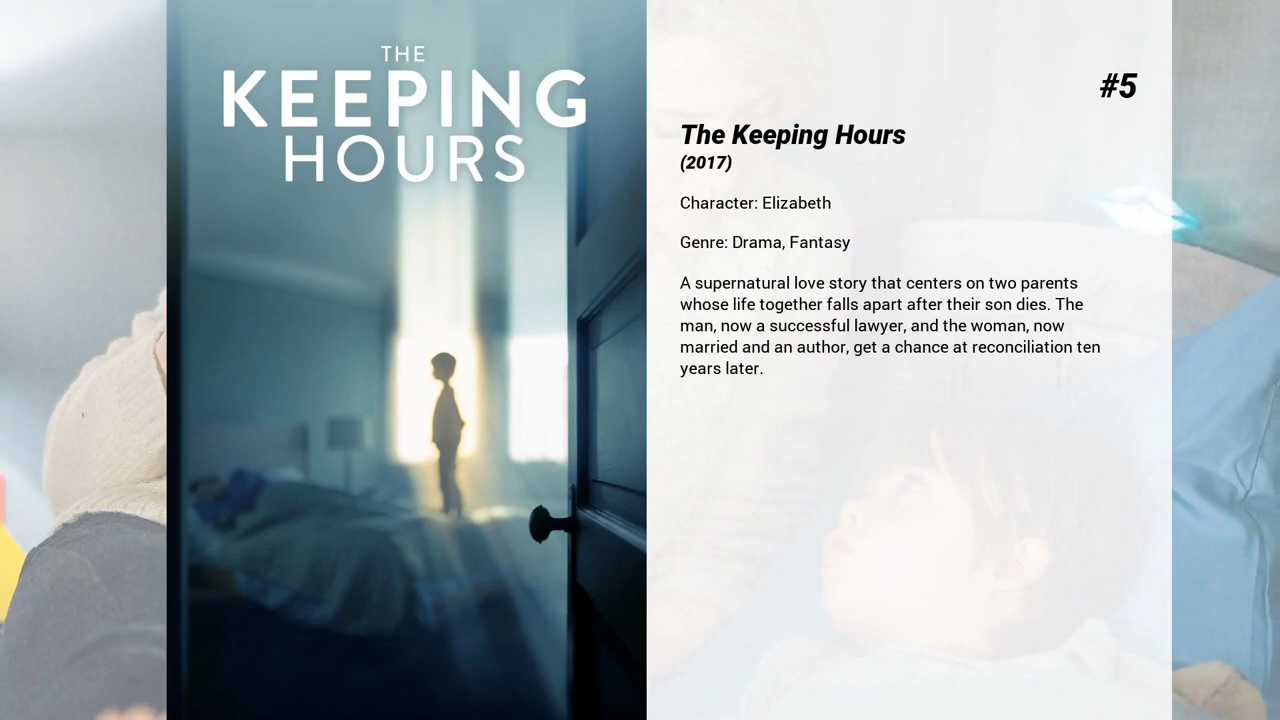 THE
KEEPING
HOURS
#5
The Keeping Hours
(2017)
Character: Elizabeth
Genre: Drama, Fantasy
A supernatural love story that centers on two parents
whose life together falls apart after their son dies. The
man, now a successful lawyer, and the woman, now
married and an author, get a chance at reconciliation ten
years later.